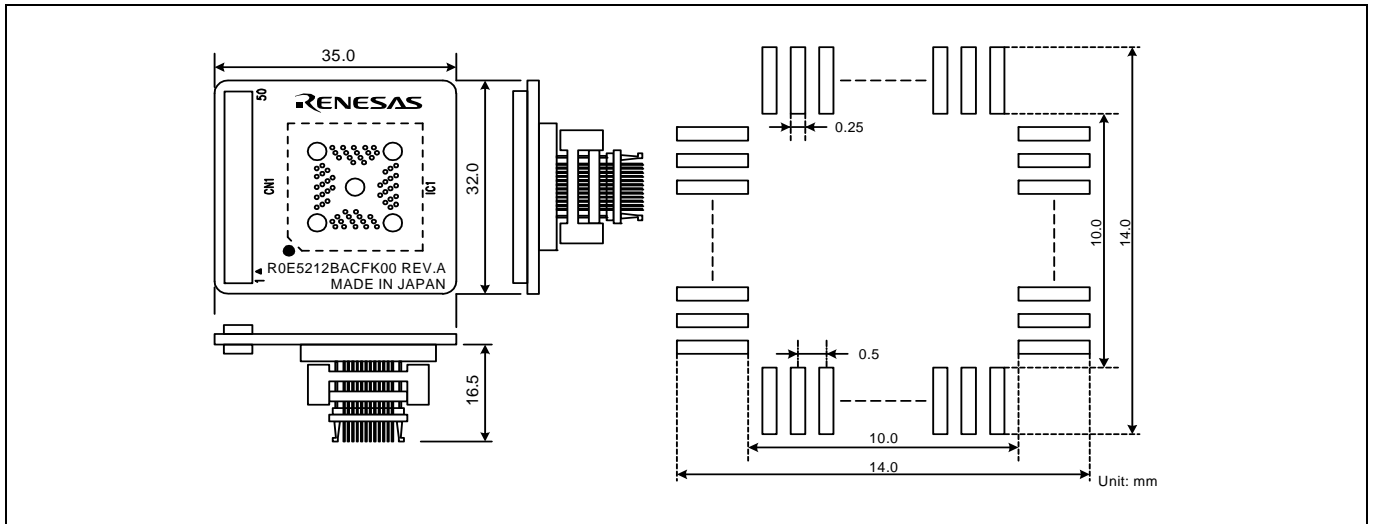 35.0
50
RENESAS
CN1
IC1
32.0
1
R0E5212BACFK00 REV.A
MADE IN JAPAN
16.5
0.25
10.0
14.0
0.5
10.0
14.0
Unit: mm